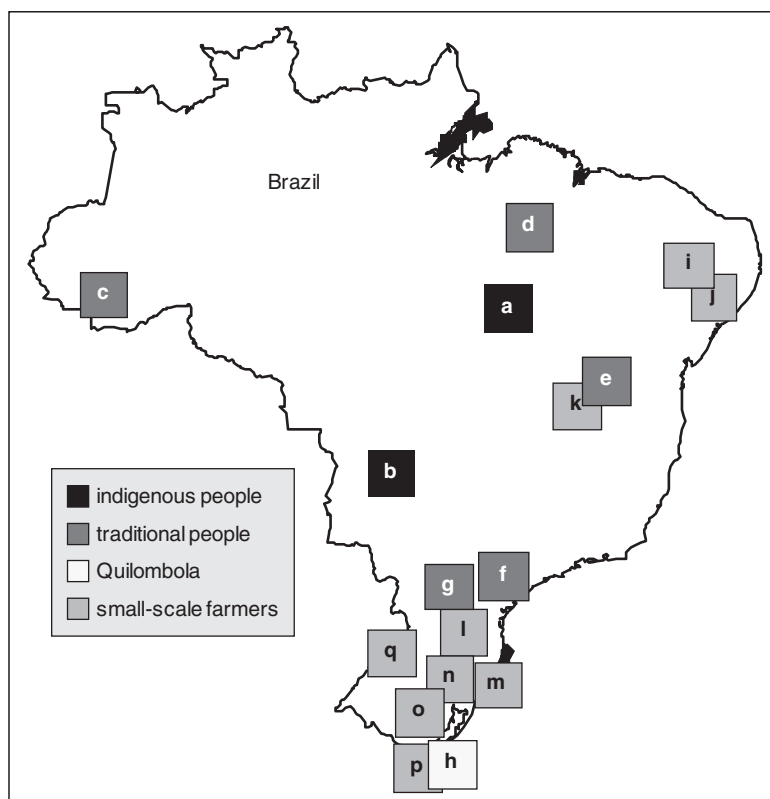 Brazil
d
i
c
j
a
e
k
b
indigenous people
traditional people
Quilombola
small-scale farmers
f
g
l
q
n
m
o
p
h